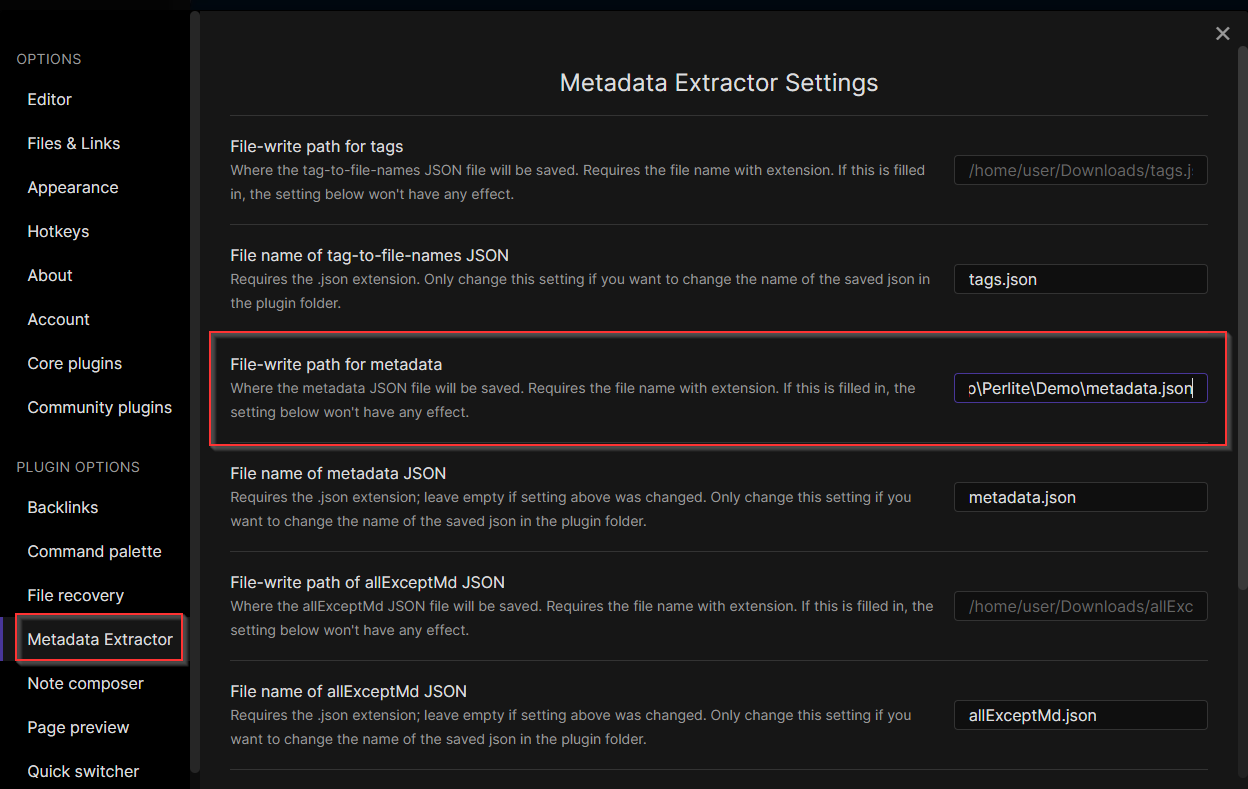 OPTIONS
Editor
Files & Links
Appearance
Hotkeys
About
Account
Core plugins
Community plugins
PLUGIN OPTIONS
Backlinks
Command palette
File recovery
Metadata Extractor
Note composer
Page preview
Quick switcher
Metadata Extractor Settings
File-write path for tags
Where the tag-to-file-names JSON file will be saved. Requires the file name with extension. If this is filled
in, the setting below won't have any effect.
/home/user/Downloads/tags.j
File name of tag-to-file-names JSON
Requires the .json extension. Only change this setting if you want to change the name of the saved json in
the plugin folder.
tags.json
File-write path for metadata
Where the metadata JSON file will be saved. Requires the file name with extension. If this is filled in, the
setting below won't have any effect.
\Perlite\Demo\metadata.json
File name of metadata JSON
Requires the .json extension; leave empty if setting above was changed. Only change this setting if you
want to change the name of the saved json in the plugin folder.
metadata.json
File-write path of allExceptMd JSON
Where the allExceptMd JSON file will be saved. Requires the file name with extension. If this is filled in, the
setting below won't have any effect.
/home/user/Downloads/allExc
File name of allExceptMd JSON
Requires the .json extension; leave empty if setting above was changed. Only change this setting if you
want to change the name of the saved json in the plugin folder.
allExceptMd.json